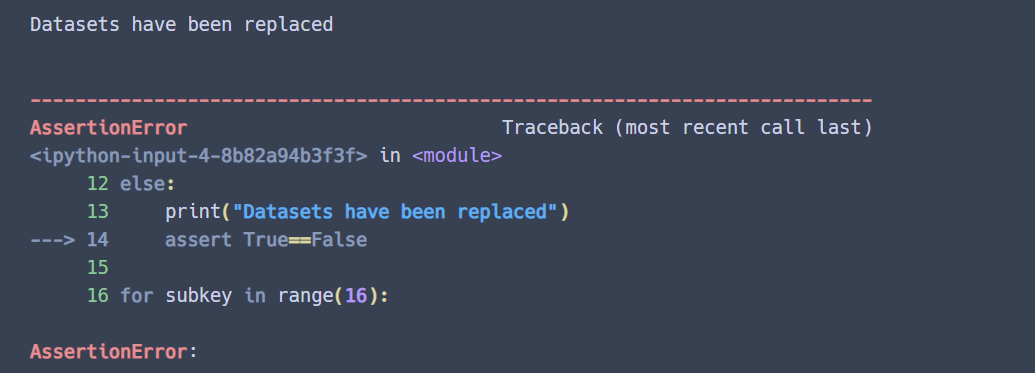 Datasets have been replaced
---------------------------------------------------------------------------
AssertionError                            Traceback (most recent call last)
<ipython-input-4-8b82a94b3f3f> in <module>
     12 else:
     13     print("Datasets have been replaced")
---> 14     assert True==False
     15
     16 for subkey in range(16):
AssertionError: